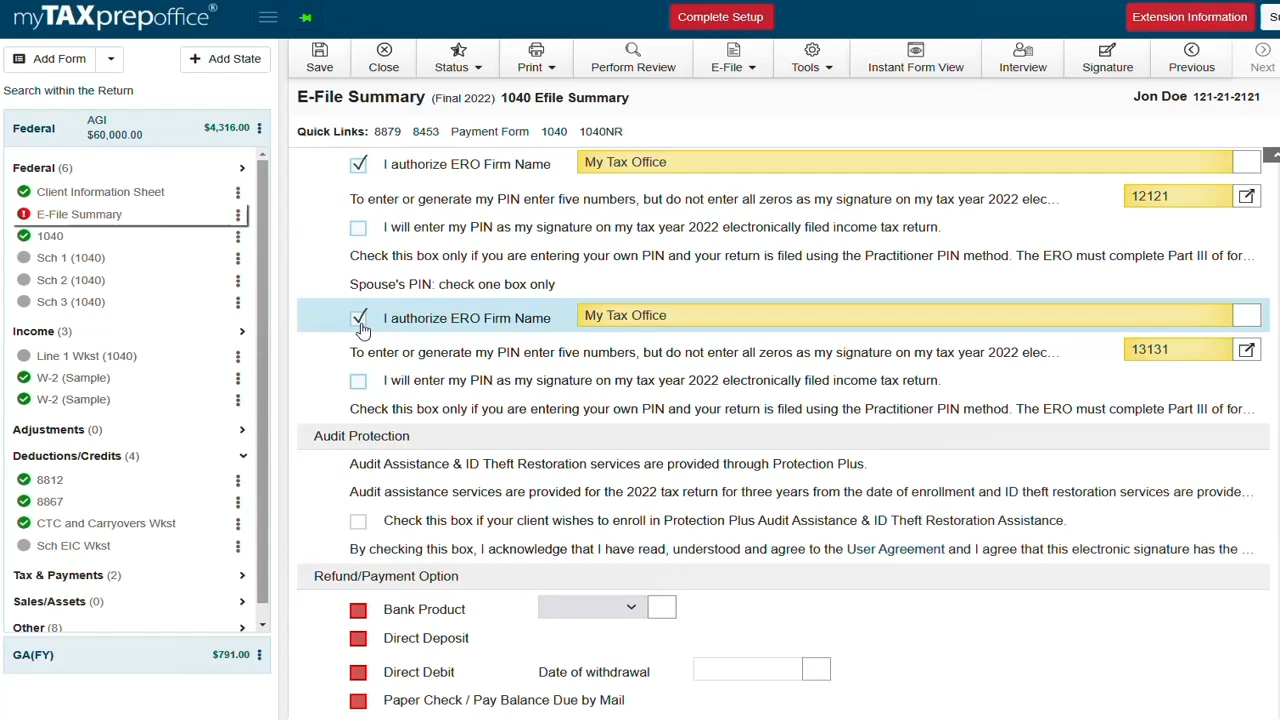 myTAXprepoffice®
Complete Setup
Extension Information
Add Form
Add State
Save
Close
Status
Print
Perform Review
E-File
Tools
Instant Form View
Interview
Signature
Previous
Next
Search within the Return
Federal
AGI
$60,000.00
$4,316.00
Federal (6)
Client Information Sheet
E-File Summary
1040
Sch 1 (1040)
Sch 2 (1040)
Sch 3 (1040)
Income (3)
Line 1 Wkst (1040)
W-2 (Sample)
W-2 (Sample)
Adjustments (0)
Deductions/Credits (4)
8812
8867
CTC and Carryovers Wkst
Sch EIC Wkst
Tax & Payments (2)
Sales/Assets (0)
Other (8)
GA(FY)
$791.00
E-File Summary (Final 2022) 1040 Efile Summary
Jon Doe 121-21-2121
Quick Links: 8879 8453 Payment Form 1040 1040NR
I authorize ERO Firm Name My Tax Office
To enter or generate my PIN enter five numbers, but do not enter all zeros as my signature on my tax year 2022 elec... 12121
I will enter my PIN as my signature on my tax year 2022 electronically filed income tax return.
Check this box only if you are entering your own PIN and your return is filed using the Practitioner PIN method. The ERO must complete Part III of for...
Spouse's PIN: check one box only
I authorize ERO Firm Name My Tax Office
To enter or generate my PIN enter five numbers, but do not enter all zeros as my signature on my tax year 2022 elec... 13131
I will enter my PIN as my signature on my tax year 2022 electronically filed income tax return.
Check this box only if you are entering your own PIN and your return is filed using the Practitioner PIN method. The ERO must complete Part III of for...
Audit Protection
Audit Assistance & ID Theft Restoration services are provided through Protection Plus.
Audit assistance services are provided for the 2022 tax return for three years from the date of enrollment and ID theft restoration services are provide...
Check this box if your client wishes to enroll in Protection Plus Audit Assistance & ID Theft Restoration Assistance.
By checking this box, I acknowledge that I have read, understood and agree to the User Agreement and I agree that this electronic signature has the ...
Refund/Payment Option
Bank Product
Direct Deposit
Direct Debit Date of withdrawal
Paper Check / Pay Balance Due by Mail